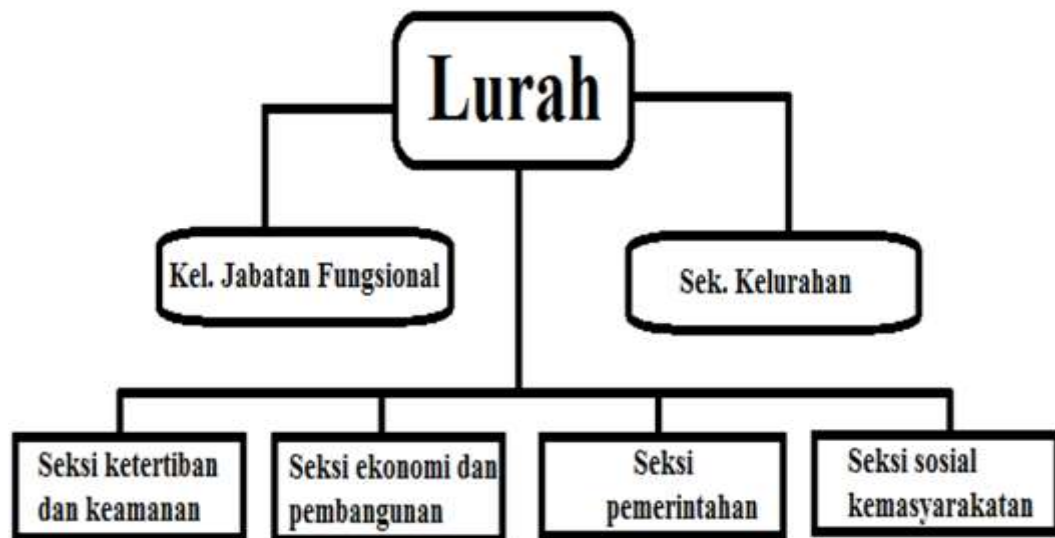 Lurah
Kel. Jabatan Fungsional
Sek. Kelurahan
Seksi ketertiban
dan keamanan
Seksi ekonomi dan
pembangunan
Seksi
pemerintahan
Seksi sosial
kemasyarakatan